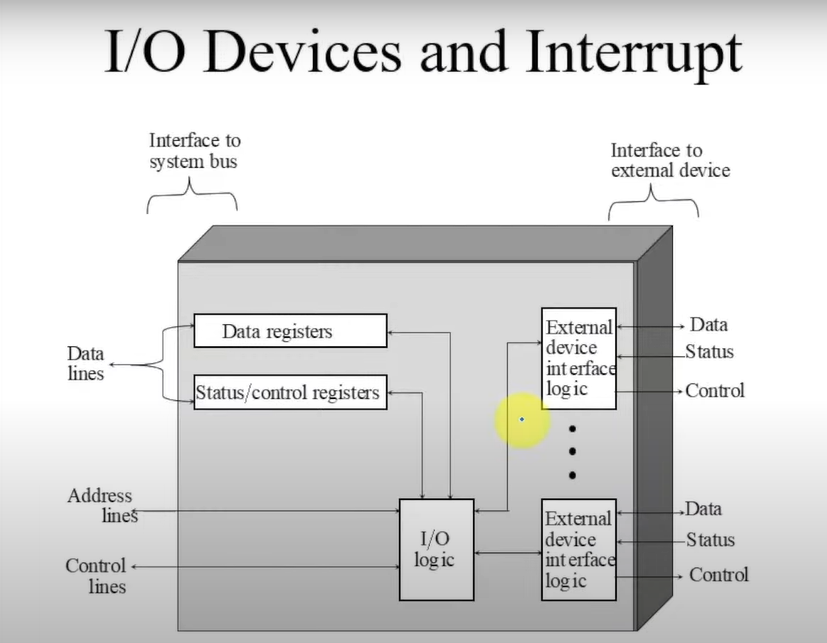 I/O Devices and Interrupt
Interface to
system bus
Interface to
external device
Data registers
Status/control registers
Data
lines
Address
lines
Control
lines
I/O
logic
External
device
interface
logic
Data
Status
Control
External
device
interface
logic
Data
Status
Control